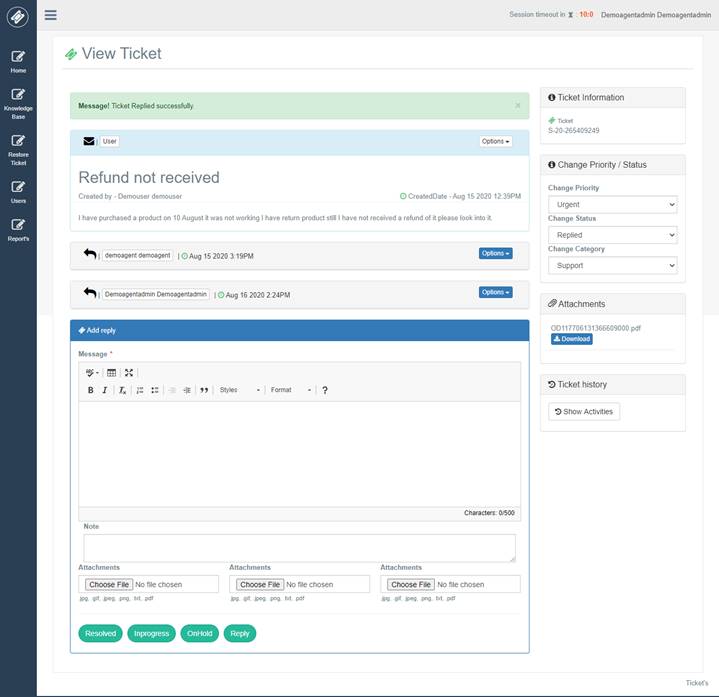 Session timeout in : 10:0 Demoagentadmin Demoagentadmin
Home
Knowledge
Base
Restore
Ticket
Users
Report's
View Ticket
Message! Ticket Replied successfully. ×
| User Options
Refund not received
Created by - Demouser demouser CreatedDate - Aug 15 2020 12:39PM
I have purchased a product on 10 August it was not working I have return product still I have not received a refund of it please look into it.
| demoagent demoagent | Aug 15 2020 3:19PM Options
| Demoagentadmin Demoagentadmin | Aug 16 2020 2:24PM Options
Add reply
Message *
B I Tx Styles Format ?
Characters: 0/500
Note
Attachments Attachments Attachments
Choose File No file chosen Choose File No file chosen Choose File No file chosen
.jpg, .gif, .jpeg, .png, .txt, .pdf .jpg, .gif, .jpeg, .png, .txt, .pdf .jpg, .gif, .jpeg, .png, .txt, .pdf
Resolved Inprogress OnHold Reply
Ticket Information
Ticket
S-20-265409249
Change Priority / Status
Change Priority
Urgent
Change Status
Replied
Change Category
Support
Attachments
OD117706131366609000.pdf
Download
Ticket history
Show Activities
Ticket's